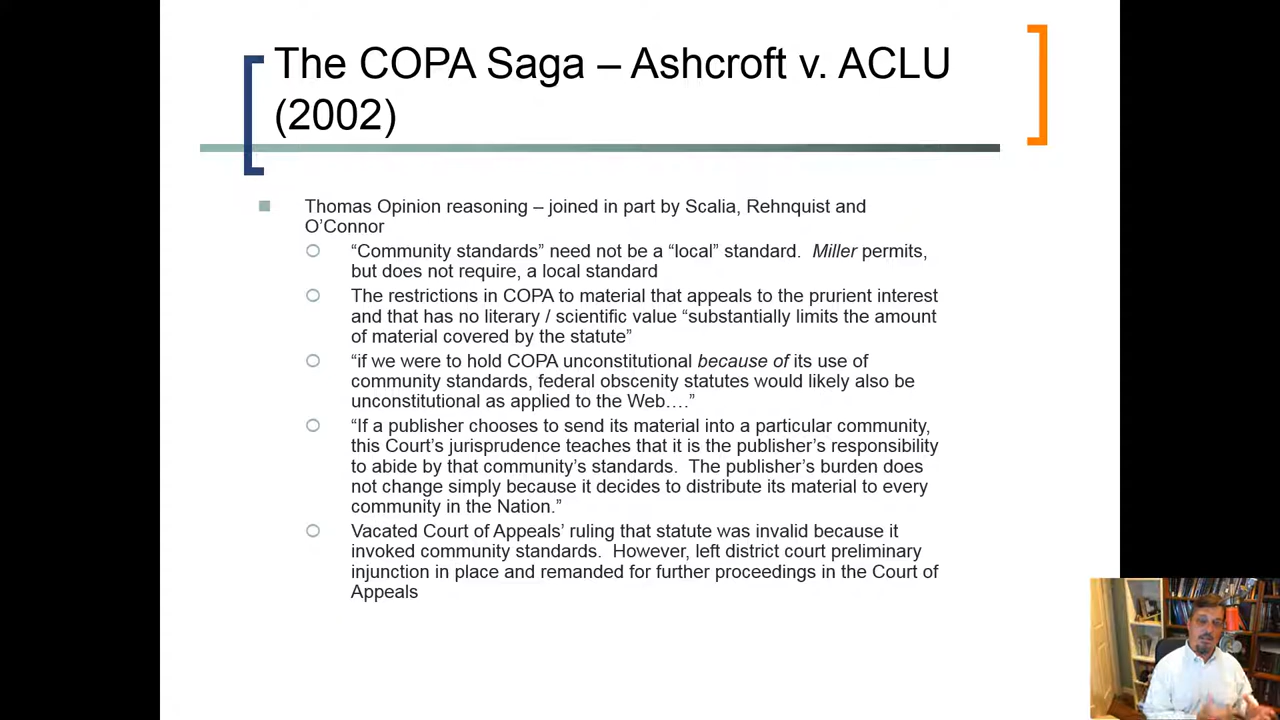 The COPA Saga – Ashcroft v. ACLU
(2002)
Thomas Opinion reasoning – joined in part by Scalia, Rehnquist and
O’Connor
“Community standards” need not be a “local” standard.  Miller permits,
but does not require, a local standard
The restrictions in COPA to material that appeals to the prurient interest
and that has no literary / scientific value “substantially limits the amount
of material covered by the statute”
“if we were to hold COPA unconstitutional because of its use of
community standards, federal obscenity statutes would likely also be
unconstitutional as applied to the Web….”
“If a publisher chooses to send its material into a particular community,
this Court’s jurisprudence teaches that it is the publisher’s responsibility
to abide by that community’s standards.  The publisher’s burden does
not change simply because it decides to distribute its material to every
community in the Nation.”
Vacated Court of Appeals’ ruling that statute was invalid because it
invoked community standards.  However, left district court preliminary
injunction in place and remanded for further proceedings in the Court of
Appeals